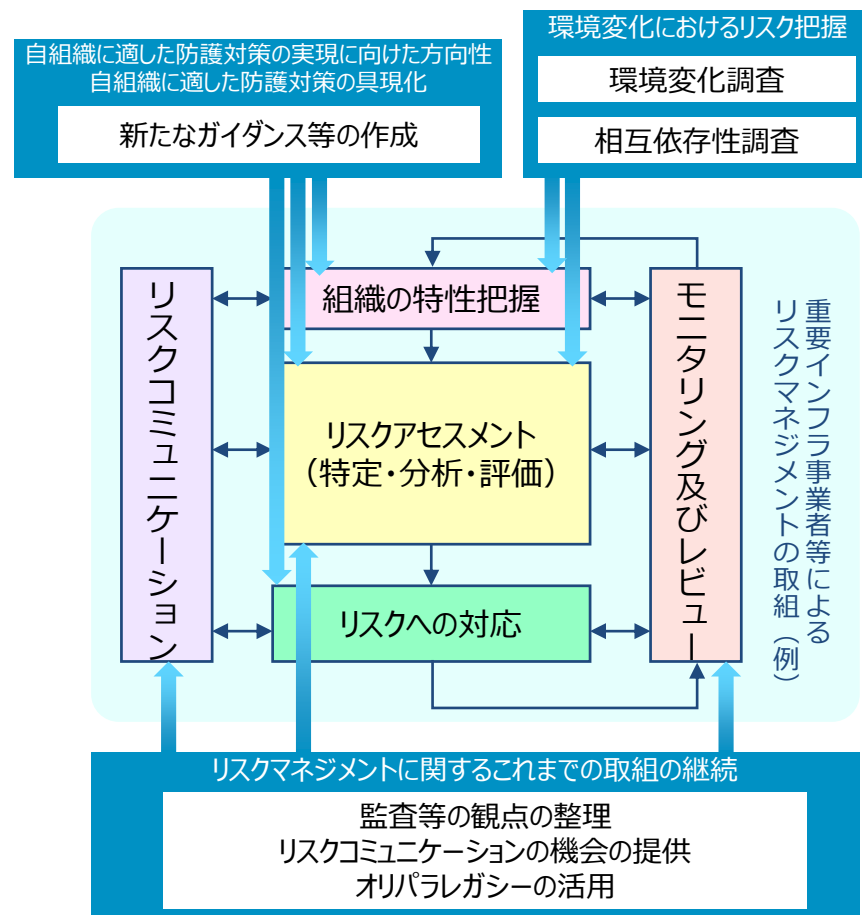 自組織に適した防護対策の実現に向けた方向性
自組織に適した防護対策の具現化
新たなガイダンス等の作成
環境変化におけるリスク把握
環境変化調査
相互依存性調査
リスクコミュニケーション
組織の特性把握
リスクアセスメント
（特定・分析・評価）
リスクへの対応
モニタリング及びレビュー
重要インフラ事業者等による
リスクマネジメントの取組（例）
リスクマネジメントに関するこれまでの取組の継続
監査等の観点の整理
リスクコミュニケーションの機会の提供
オリパラレガシーの活用